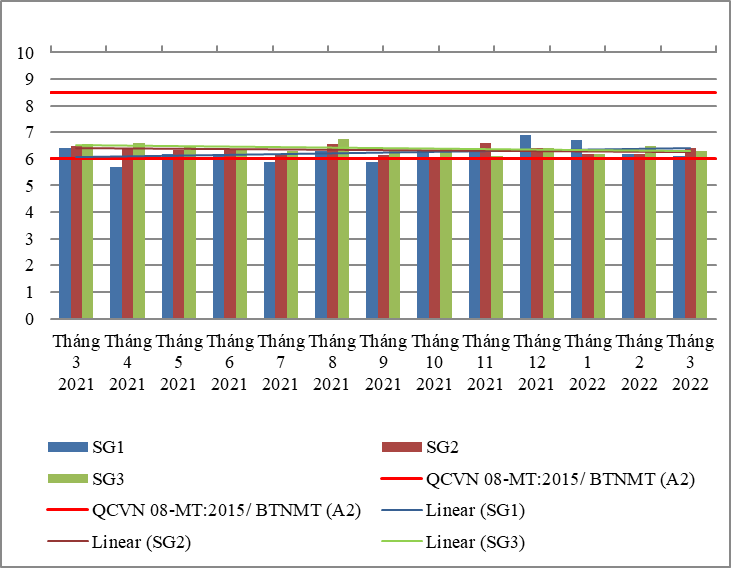 10
9
8
7
6
5
4
3
2
1
0
Tháng Tháng Tháng Tháng Tháng Tháng Tháng Tháng Tháng Tháng Tháng Tháng Tháng
3 4 5 6 7 8 9 10 11 12 1 2 3
2021 2021 2021 2021 2021 2021 2021 2021 2021 2021 2022 2022 2022
SG1 SG2
SG3 QCVN 08-MT:2015/ BTNMT (A2)
QCVN 08-MT:2015/ BTNMT (A2) Linear (SG1)
Linear (SG2) Linear (SG3)